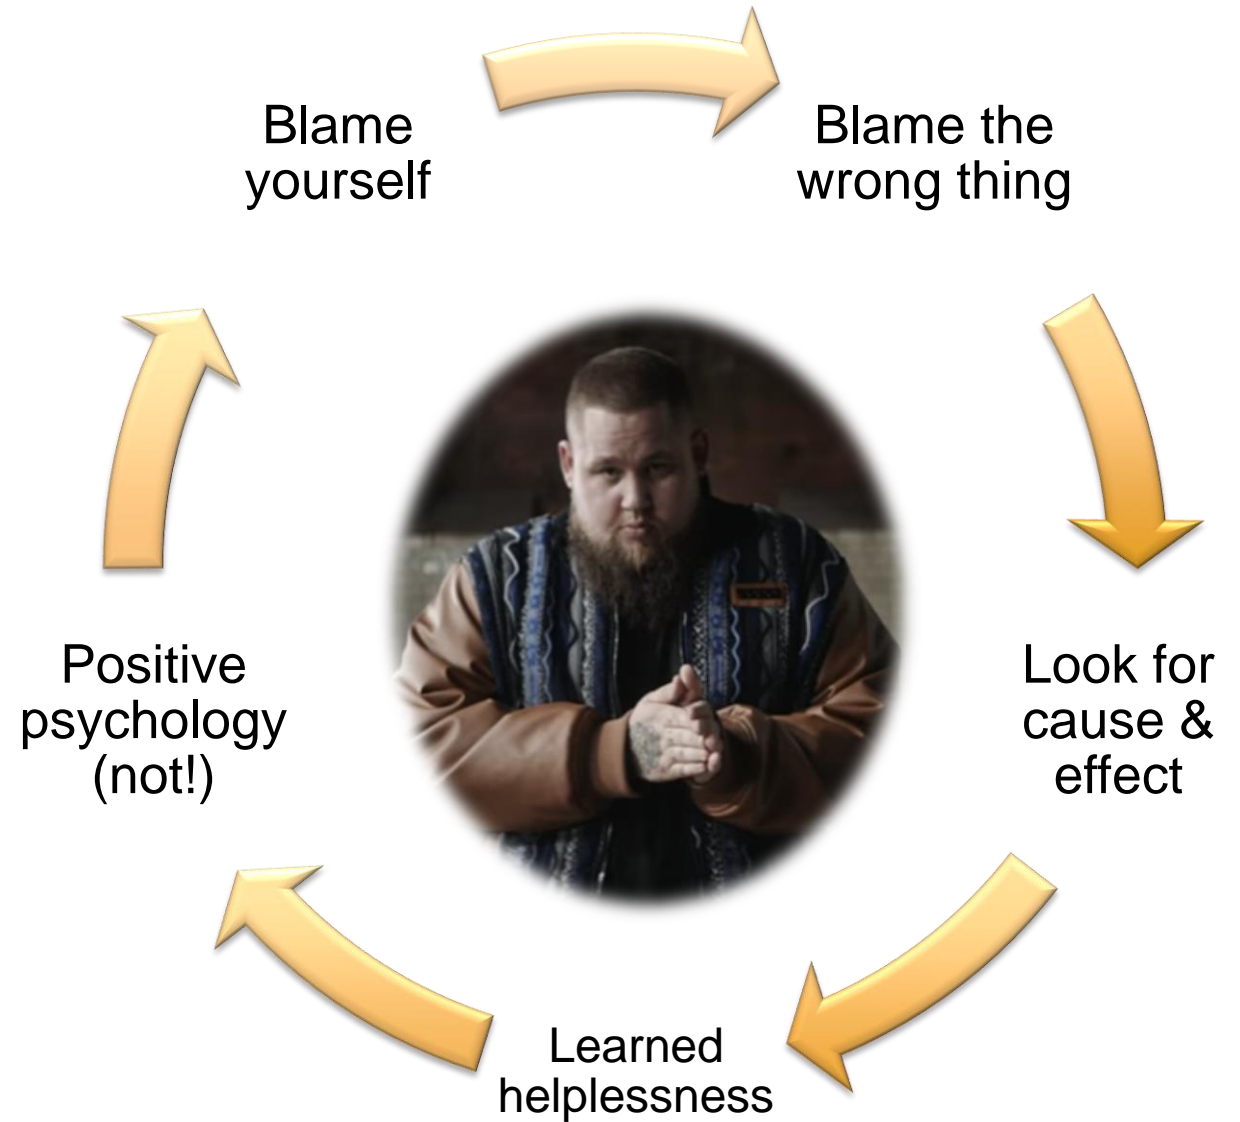 Blame
yourself
Blame the
wrong thing
Look for
cause &
effect
Learned
helplessness
Positive
psychology
(not!)